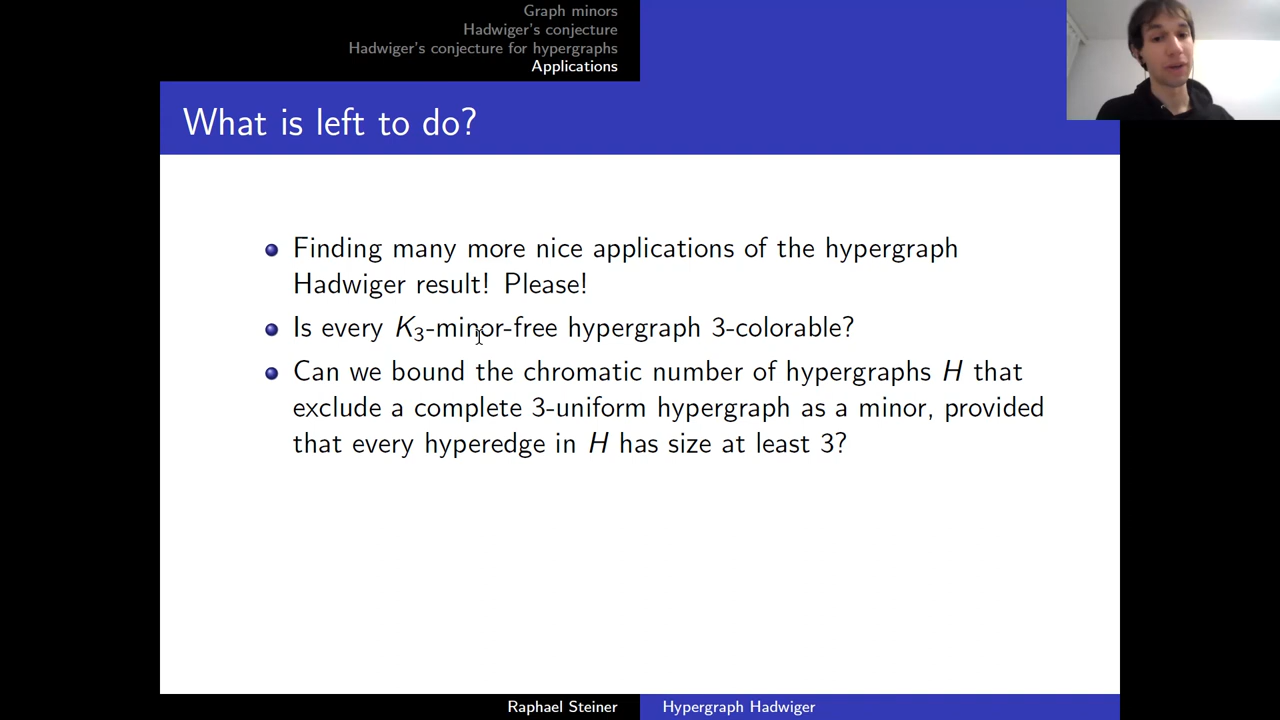 Graph minors
Hadwiger's conjecture
Hadwiger's conjecture for hypergraphs
Applications
What is left to do?
Finding many more nice applications of the hypergraph
Hadwiger result! Please!
Is every K₃-minor-free hypergraph 3-colorable?
Can we bound the chromatic number of hypergraphs H that
exclude a complete 3-uniform hypergraph as a minor, provided
that every hyperedge in H has size at least 3?
Raphael Steiner
Hypergraph Hadwiger